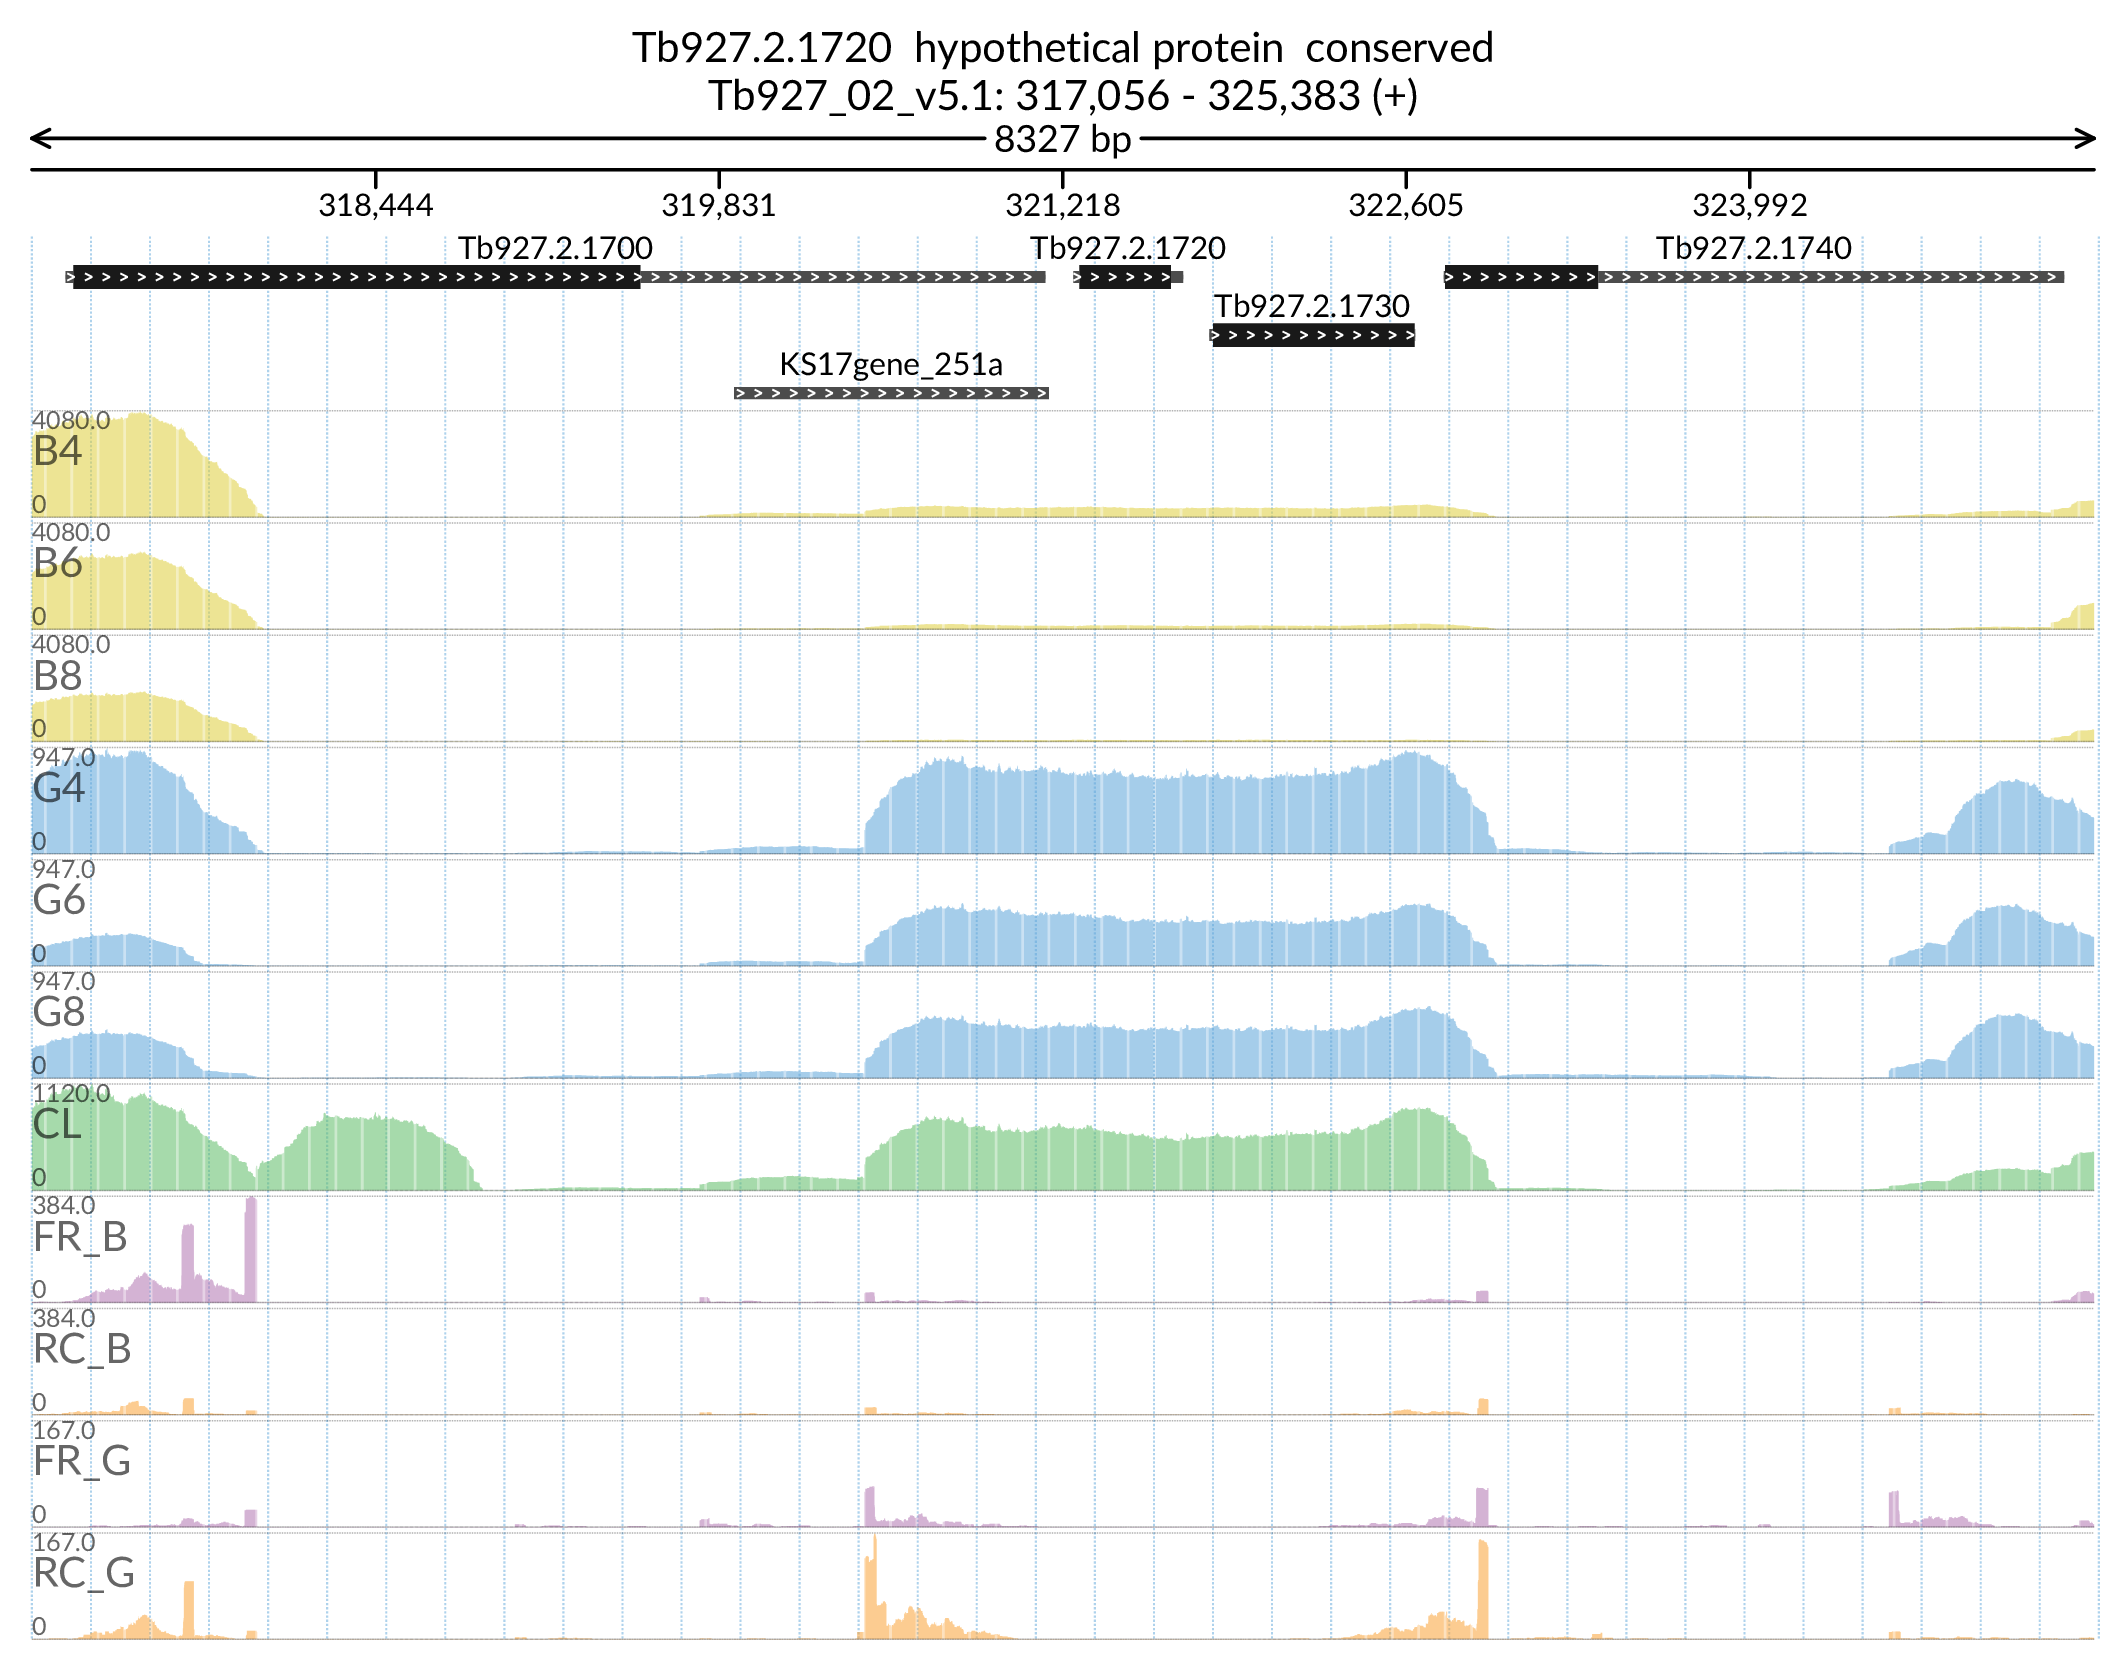 Tb927.2.1720 hypothetical protein conserved
Tb927_02_v5.1: 317,056 - 325,383 (+)
8327 bp
318,444 319,831 321,218 322,605 323,992
Tb927.2.1700 Tb927.2.1720 Tb927.2.1740
Tb927.2.1730
KS17gene_251a
4080.0
B4
0
4080.0
B6
0
4080.0
B8
0
947.0
G4
0
947.0
G6
0
947.0
G8
0
1120.0
CL
0
384.0
FR_B
0
384.0
RC_B
0
167.0
FR_G
0
167.0
RC_G
0